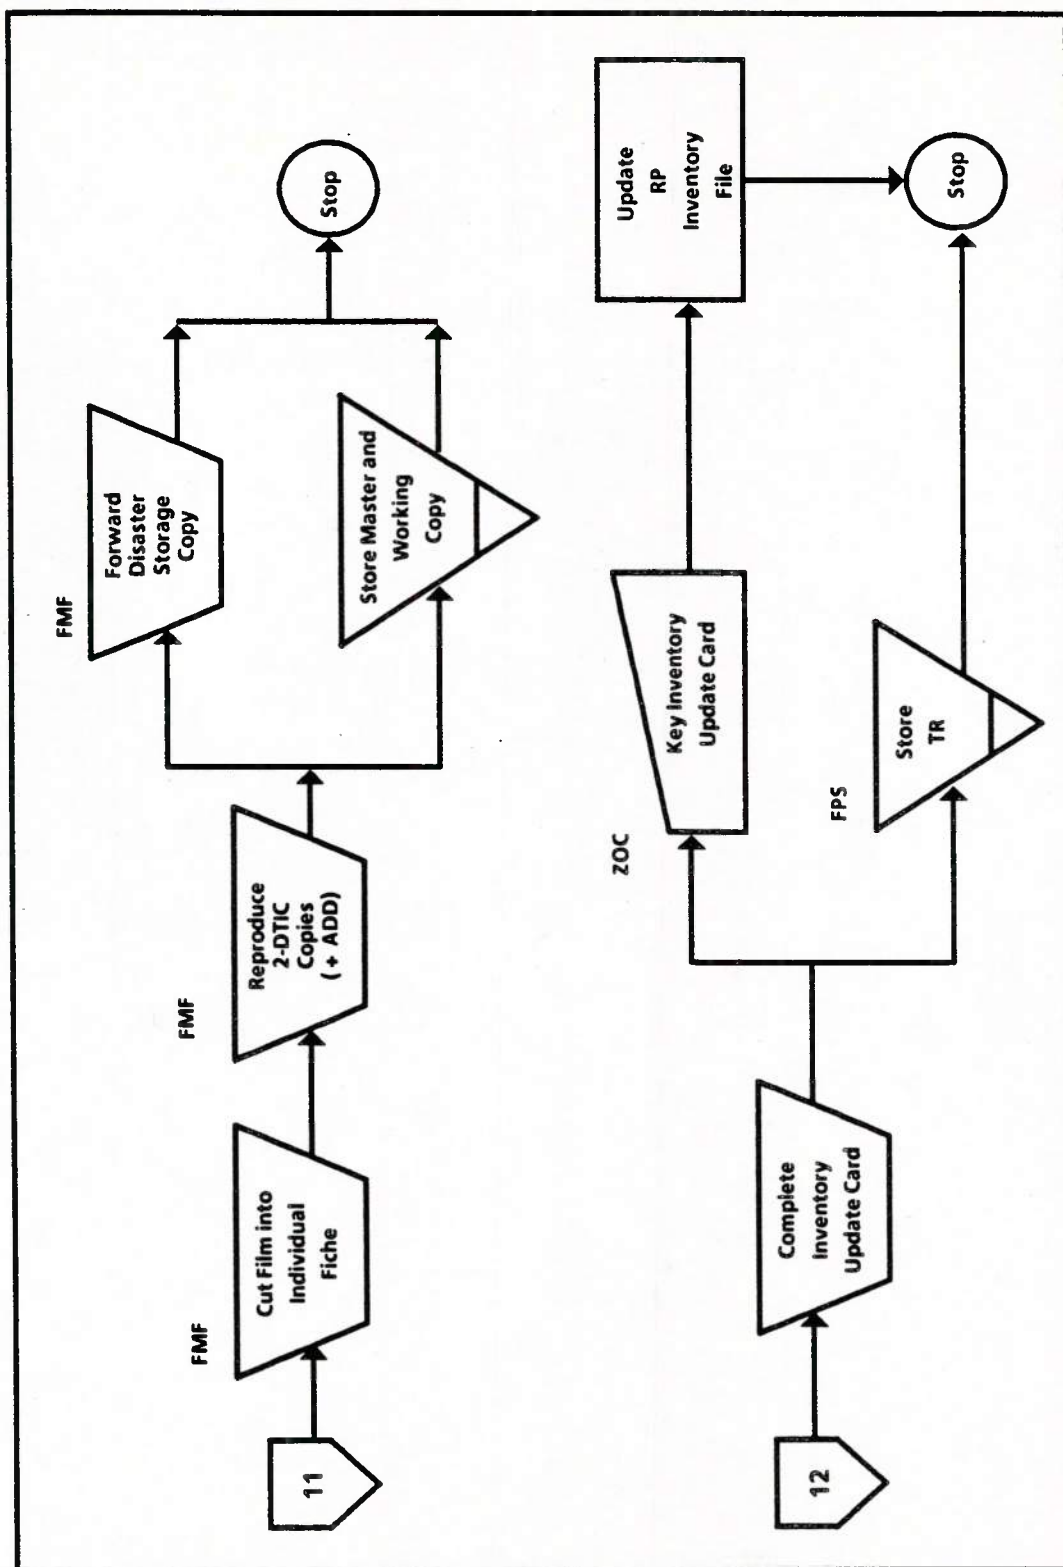 11
FMF
Cut Film into
Individual
Fiche
FMF
Reproduce
2-DTIC
Copies
( + ADD)
FMF
Forward
Disaster
Storage
Copy
Store Master and
Working
Copy
Stop
12
Complete
Inventory
Update Card
ZOC
Key Inventory
Update Card
Update
RP
Inventory
File
FPS
Store
TR
Stop